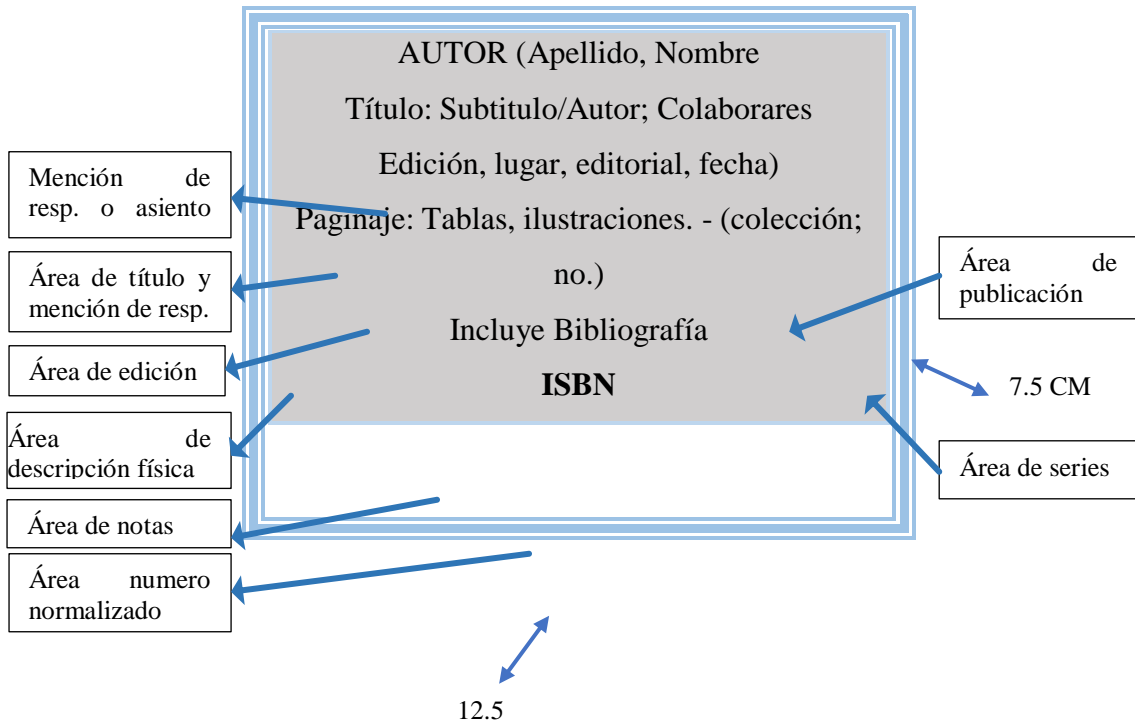 AUTOR (Apellido, Nombre
Título: Subtitulo/Autor; Colaborares
Edición, lugar, editorial, fecha)
Paginaje: Tablas, ilustraciones. - (colección;
no.)
Incluye Bibliografía
ISBN
Mención de
resp. o asiento
Área de título y
mención de resp.
Área de edición
Área de
descripción física
Área de notas
Área numero
normalizado
Área de
publicación
7.5 CM
Área de series
12.5